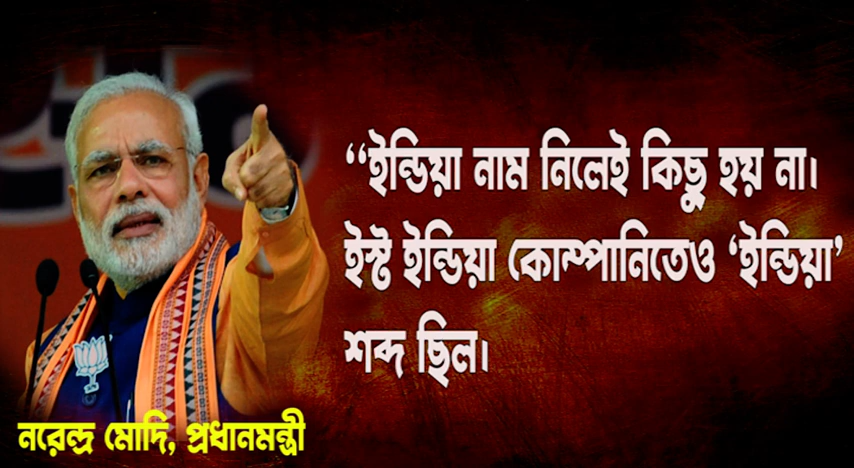 “ইন্ডিয়া নাম নিলেই কিছু হয় না।
ইস্ট ইন্ডিয়া কোম্পানিতেও ‘ইন্ডিয়া’
শব্দ ছিল।
নরেন্দ্র মোদি, প্রধানমন্ত্রী